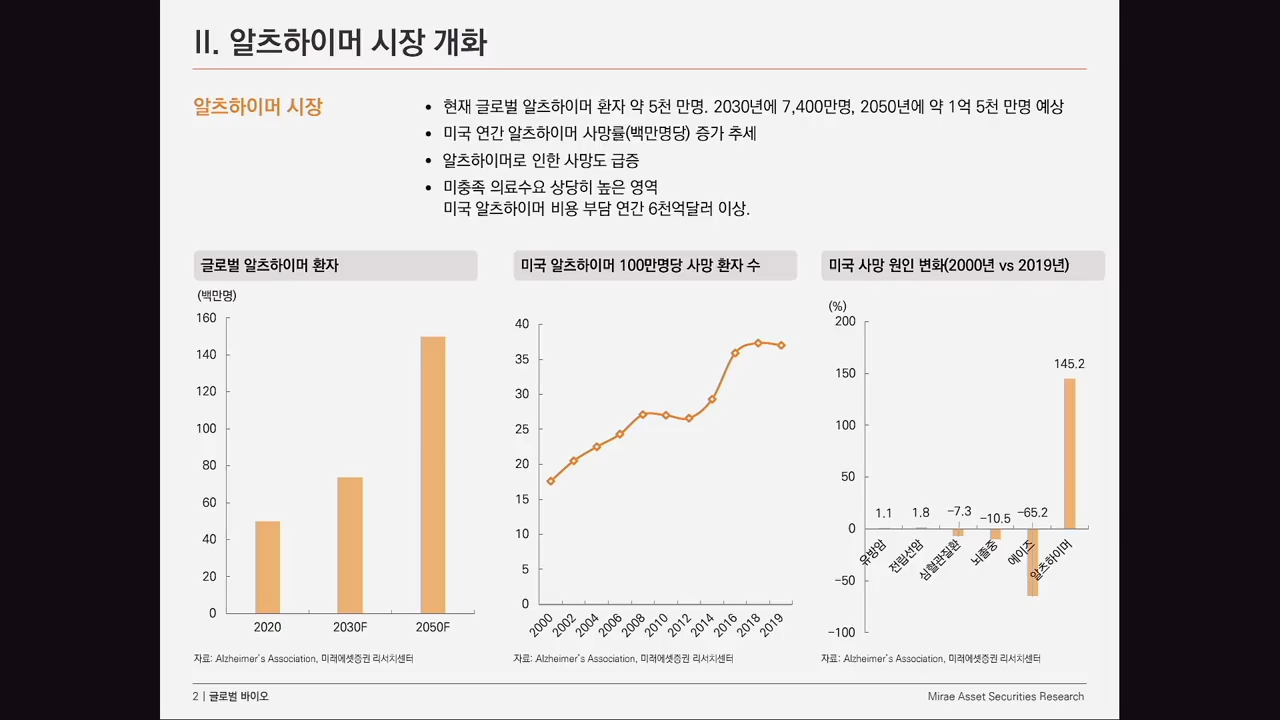 II. 알츠하이머 시장 개화
알츠하이머 시장
• 현재 글로벌 알츠하이머 환자 약 5천 만명. 2030년에 7,400만명, 2050년에 약 1억 5천 만명 예상
• 미국 연간 알츠하이머 사망률(백만명당) 증가 추세
• 알츠하이머로 인한 사망도 급증
• 미충족 의료수요 상당히 높은 영역
미국 알츠하이머 비용 부담 연간 6천억달러 이상.
글로벌 알츠하이머 환자
(백만명)
160
140
120
100
80
60
40
20
0
2020 2030F 2050F
자료: Alzheimer's Association, 미래에셋증권 리서치센터
미국 알츠하이머 100만명당 사망 환자 수
40
35
30
25
20
15
10
5
0
2000 2002 2004 2006 2008 2010 2012 2014 2016 2018 2019
자료: Alzheimer's Association, 미래에셋증권 리서치센터
미국 사망 원인 변화(2000년 vs 2019년)
(%)
200
150
100
50
0
−50
−100
1.1 1.8 −7.3 −10.5 −65.2 145.2
유방암 전립선암 심혈관질환 뇌졸중 에이즈 알츠하이머
자료: Alzheimer's Association, 미래에셋증권 리서치센터
2 | 글로벌 바이오
Mirae Asset Securities Research